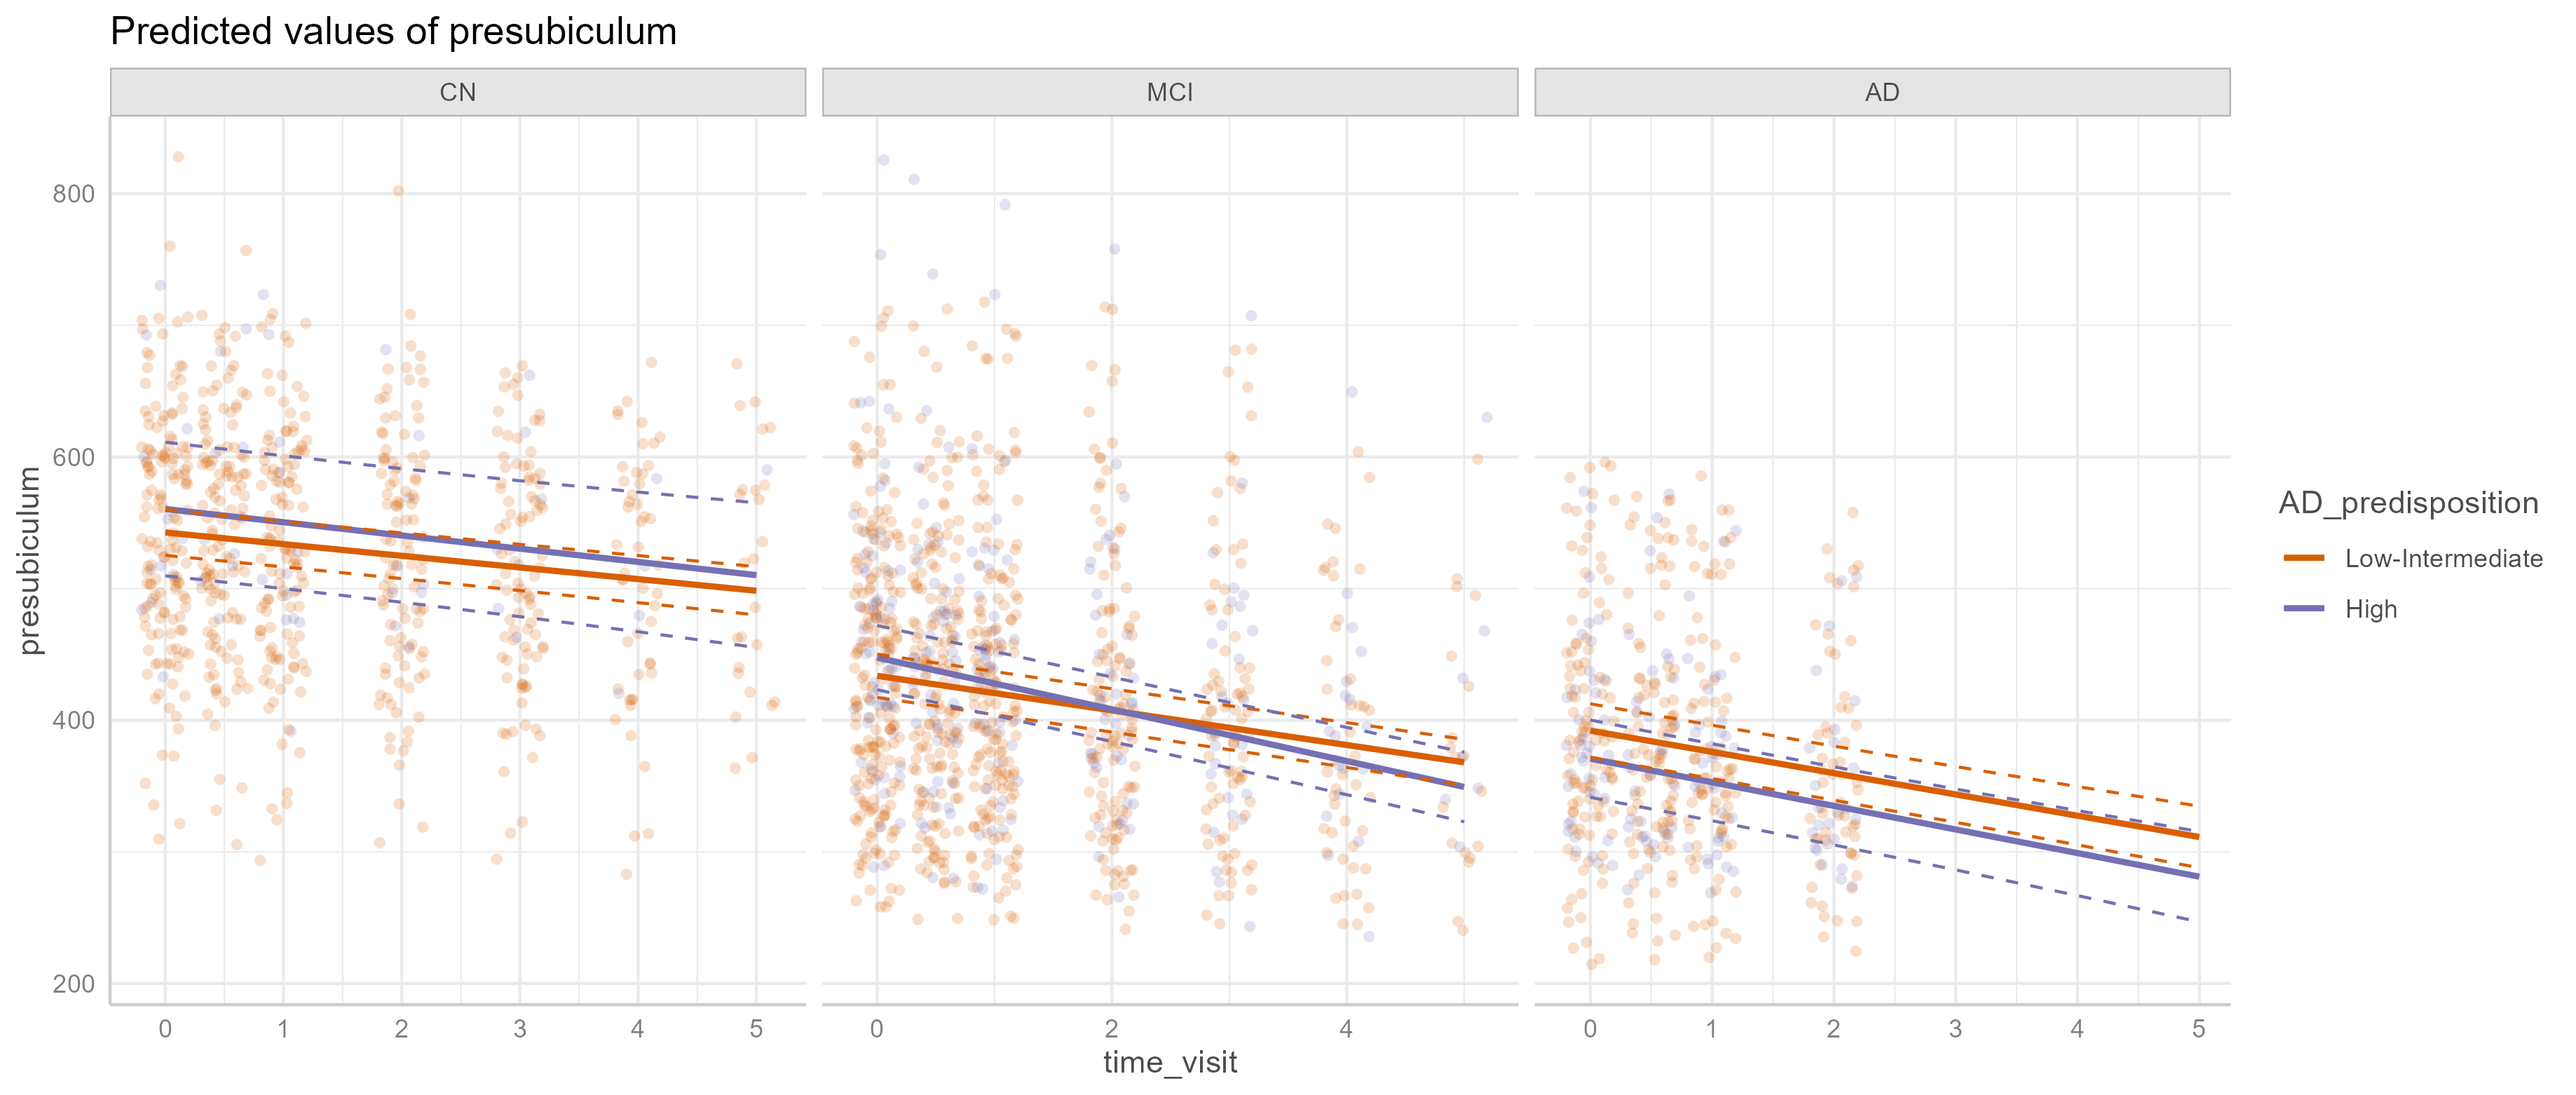 Predicted values of presubiculum
CN
MCI
AD
800
600
400
200
presubiculum
0 1 2 3 4 5
0 2 4
0 1 2 3 4 5
time_visit
AD_predisposition
Low-Intermediate
High